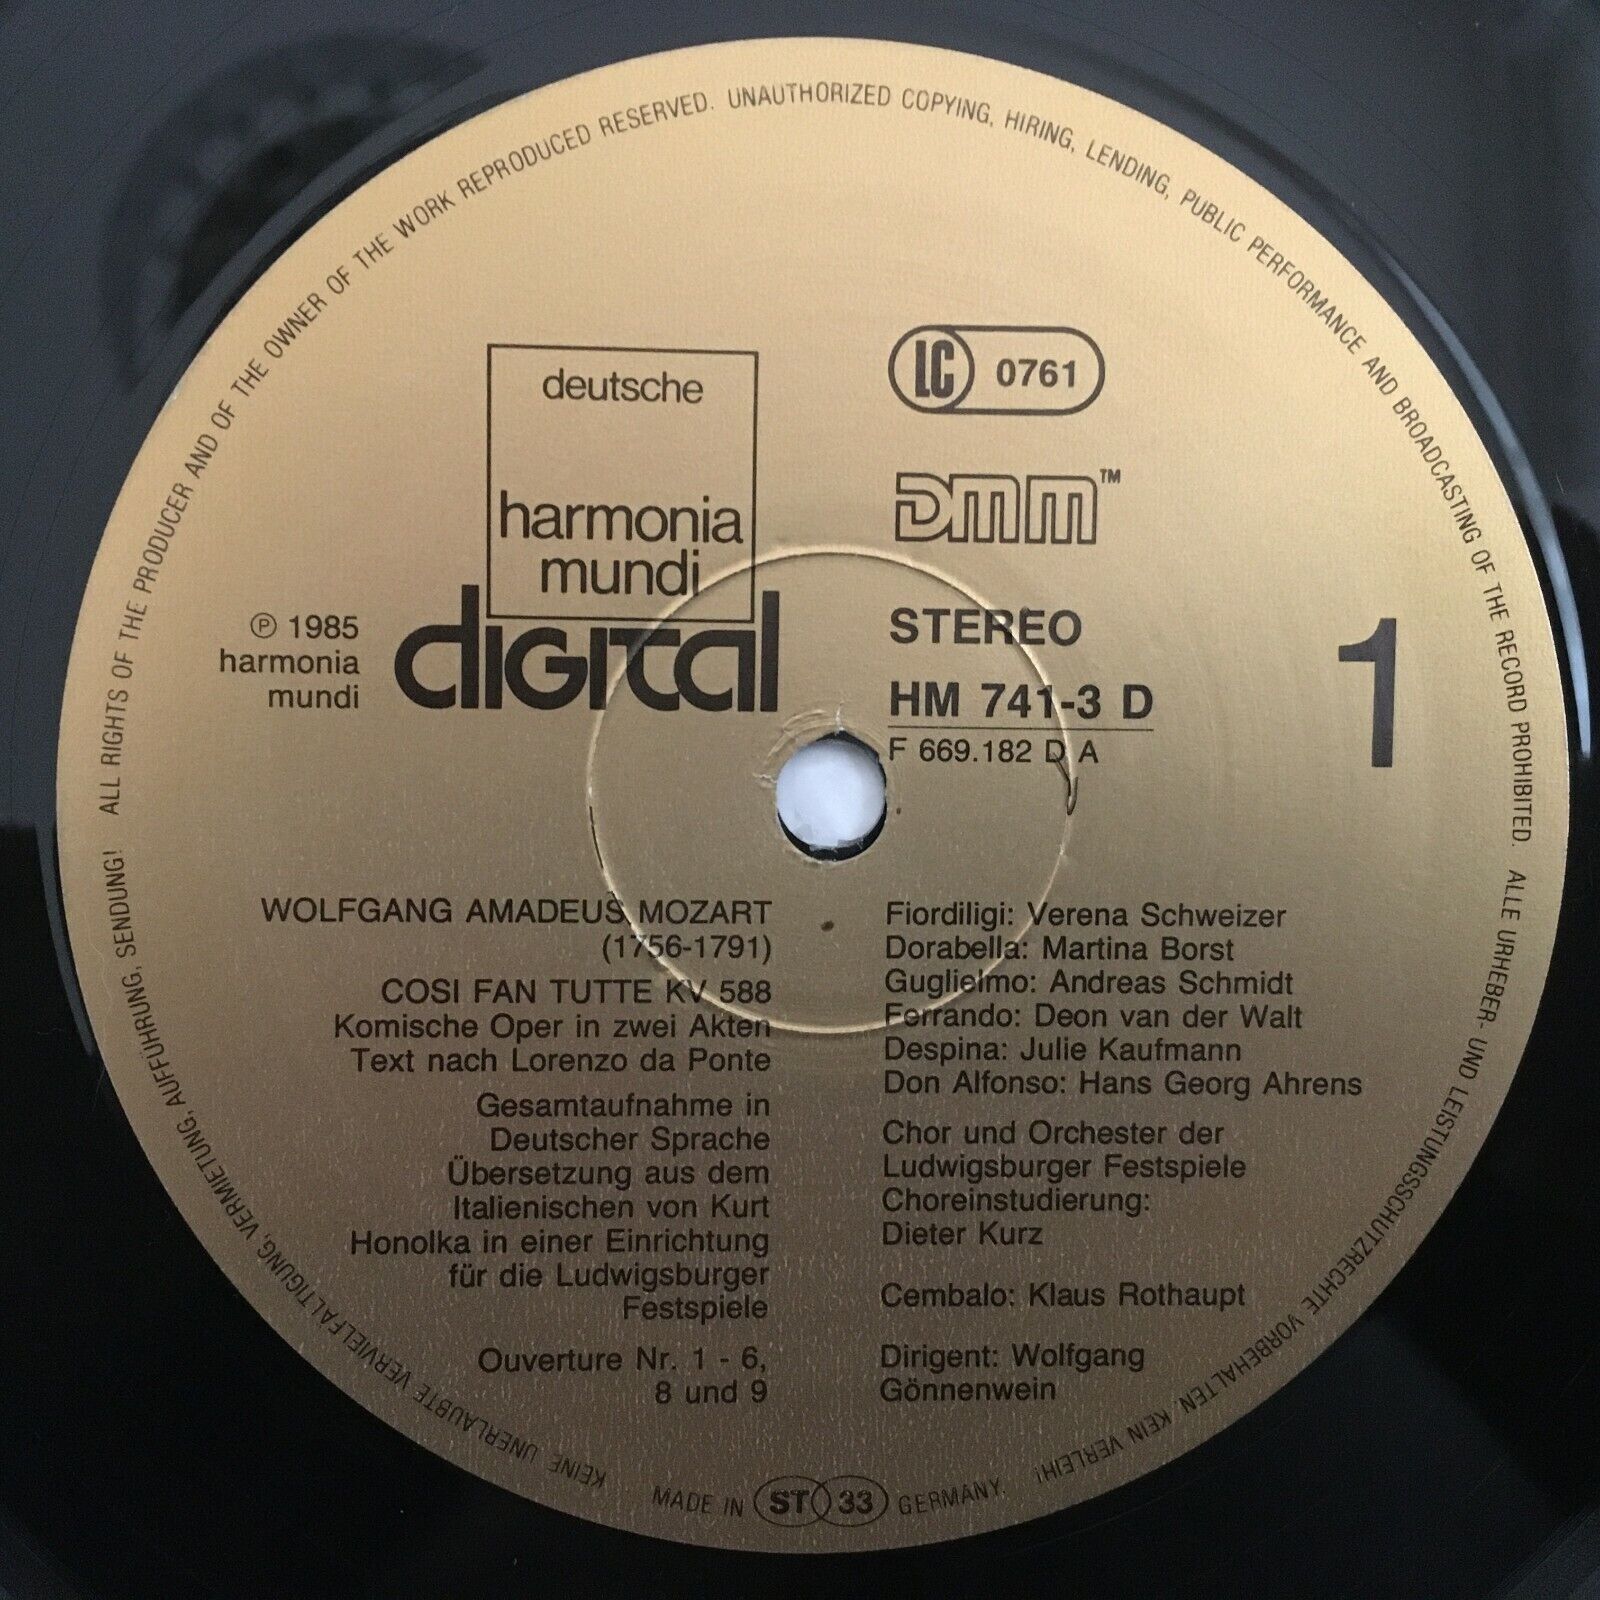 ALL RIGHTS OF THE PRODUCER AND OF THE OWNER OF THE WORK REPRODUCED RESERVED. UNAUTHORIZED COPYING, HIRING, LENDING, PUBLIC PERFORMANCE AND BROADCASTING OF THE RECORD PROHIBITED. ALLE URHEBER- UND LEISTUNGSSCHUTZRECHTE VORBEHALTEN KEIN VERLEIH! KEINE UNERLAUBTE VERVIELFÄLTIGUNG, VERMIETUNG, AUFFÜHRUNG, SENDUNG!
deutsche
harmonia
mundi
digital
℗ 1985
harmonia
mundi
LC 0761
DMM™
STEREO
HM 741-3 D
F 669.182 D A
1
WOLFGANG AMADEUS MOZART
(1756-1791)
COSI FAN TUTTE KV 588
Komische Oper in zwei Akten
Text nach Lorenzo da Ponte
Gesamtaufnahme in
Deutscher Sprache
Übersetzung aus dem
Italienischen von Kurt
Honolka in einer Einrichtung
für die Ludwigsburger
Festspiele
Ouverture Nr. 1 - 6,
8 und 9
Fiordiligi: Verena Schweizer
Dorabella: Martina Borst
Guglielmo: Andreas Schmidt
Ferrando: Deon van der Walt
Despina: Julie Kaufmann
Don Alfonso: Hans Georg Ahrens
Chor und Orchester der
Ludwigsburger Festspiele
Choreinstudierung:
Dieter Kurz
Cembalo: Klaus Rothaupt
Dirigent: Wolfgang
Gönnenwein
MADE IN ST 33 GERMANY.